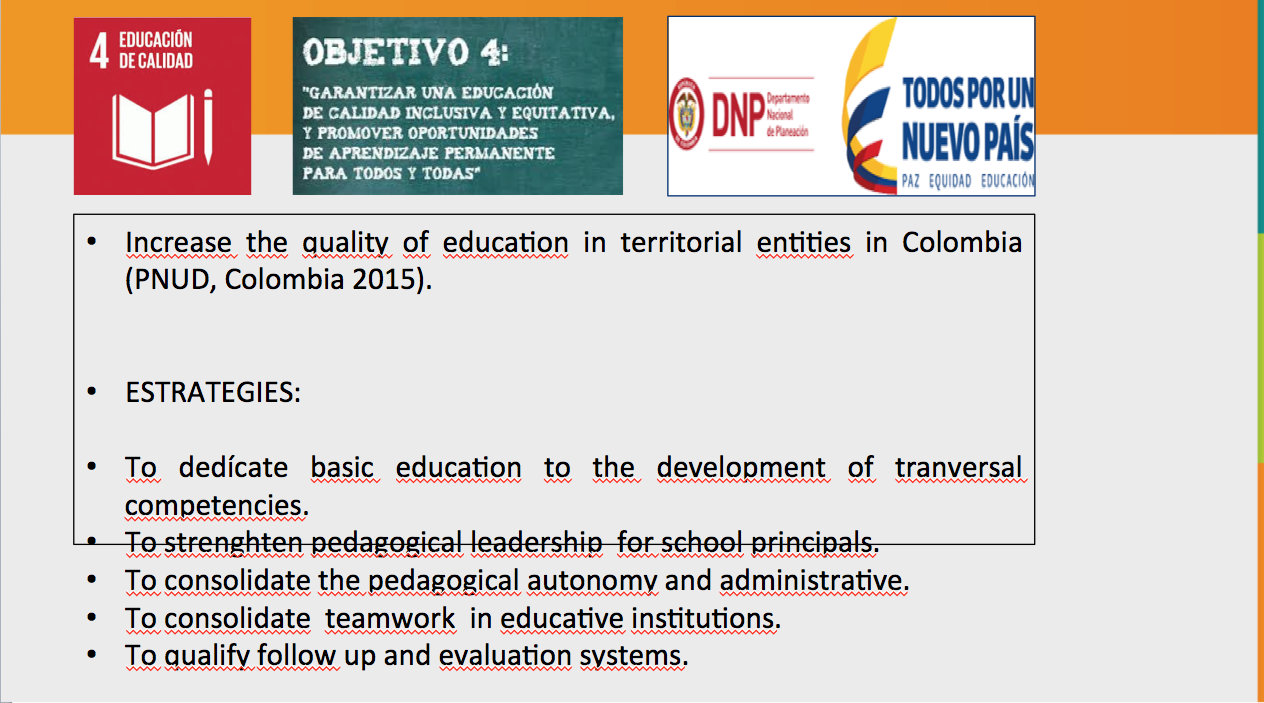 4 EDUCACIÓN
DE CALIDAD
OBJETIVO 4:
"GARANTIZAR UNA EDUCACIÓN
DE CALIDAD INCLUSIVA Y EQUITATIVA,
Y PROMOVER OPORTUNIDADES
DE APRENDIZAJE PERMANENTE
PARA TODOS Y TODAS"
DNP Departamento
Nacional
de Planeación
TODOS POR UN
NUEVO PAÍS
PAZ EQUIDAD EDUCACIÓN
• Increase the quality of education in territorial entities in Colombia
(PNUD, Colombia 2015).
• ESTRATEGIES:
• To dedícate basic education to the development of tranversal
competencies.
• To strenghten pedagogical leadership for school principals.
• To consolidate the pedagogical autonomy and administrative.
• To consolidate teamwork in educative institutions.
• To qualify follow up and evaluation systems.